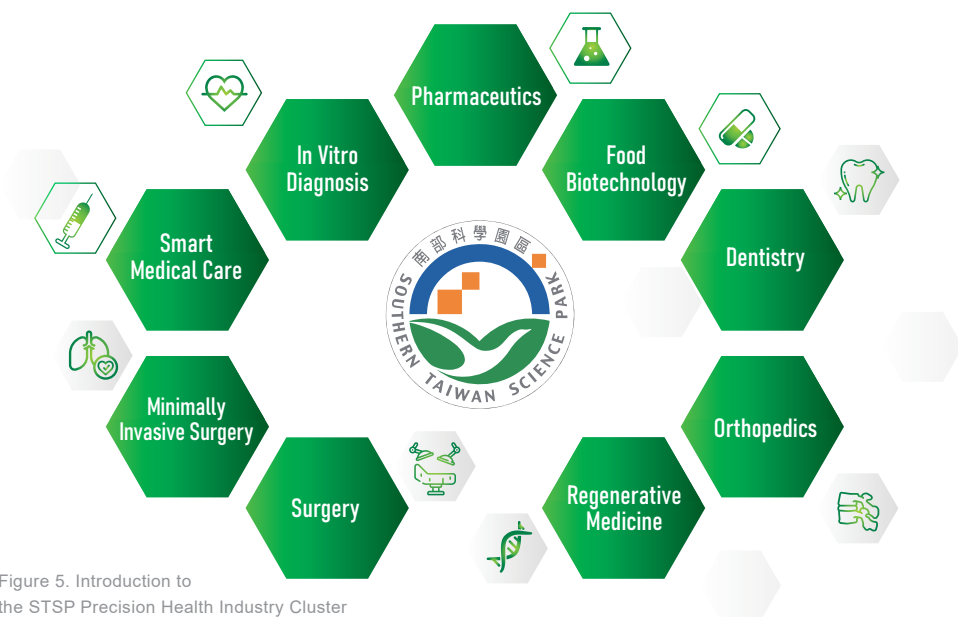 Pharmaceutics
In Vitro
Diagnosis
Food
Biotechnology
Smart
Medical Care
Dentistry
南部科學園區
SOUTHERN TAIWAN SCIENCE PARK
Minimally
Invasive Surgery
Orthopedics
Surgery
Regenerative
Medicine
Figure 5. Introduction to
the STSP Precision Health Industry Cluster